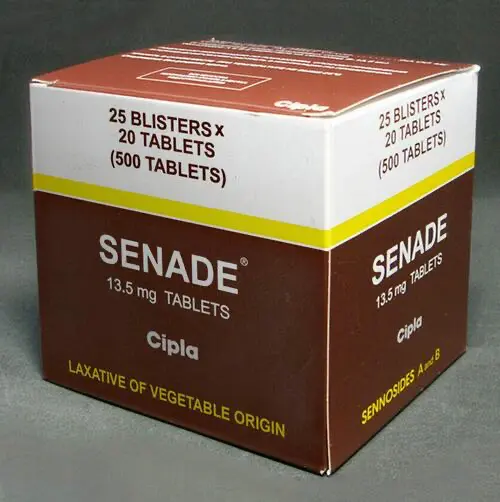 Cipla
25 BLISTERS x
20 TABLETS
(500 TABLETS)
SENADE®
13.5 mg TABLETS
Cipla
LAXATIVE OF VEGETABLE ORIGIN
25 BLISTERS x
20 TABLETS
(500 TABLETS)
SENADE
13.5 mg TABLETS
Cipla
SENNOSIDES A and B